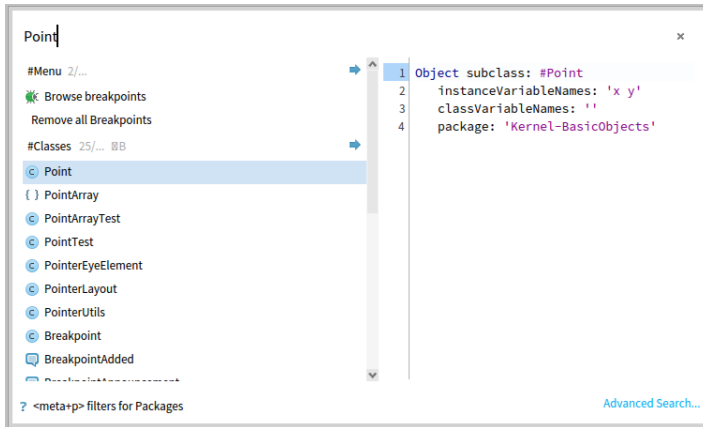 Point
#Menu 2/...
Browse breakpoints
Remove all Breakpoints
#Classes 25/... B
Point
{ } PointArray
PointArrayTest
PointTest
PointerEyeElement
PointerLayout
PointerUtils
Breakpoint
BreakpointAdded
BreakpointAnnouncement
? <meta+p> filters for Packages
1 Object subclass: #Point
2 instanceVariableNames: 'x y'
3 classVariableNames: ''
4 package: 'Kernel-BasicObjects'
Advanced Search...